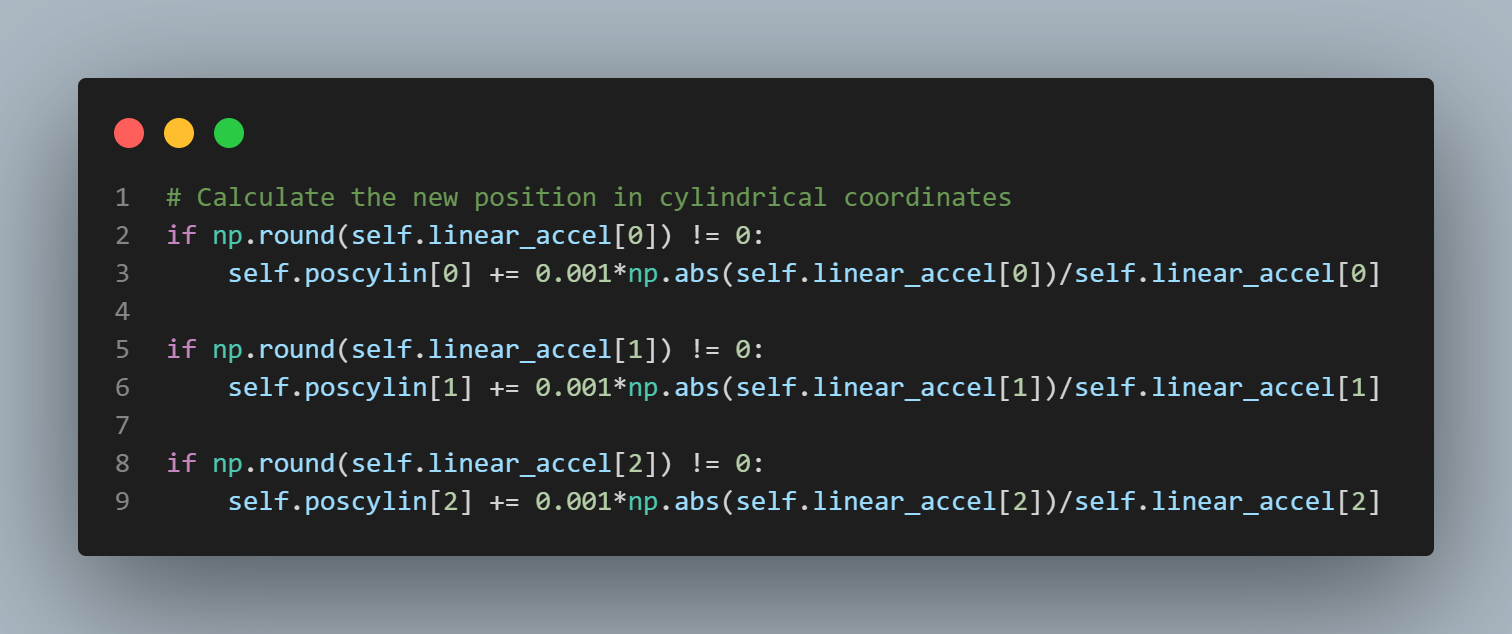 1 # Calculate the new position in cylindrical coordinates
2 if np.round(self.linear_accel[0]) != 0:
3     self.poscylin[0] += 0.001*np.abs(self.linear_accel[0])/self.linear_accel[0]
4
5 if np.round(self.linear_accel[1]) != 0:
6     self.poscylin[1] += 0.001*np.abs(self.linear_accel[1])/self.linear_accel[1]
7
8 if np.round(self.linear_accel[2]) != 0:
9     self.poscylin[2] += 0.001*np.abs(self.linear_accel[2])/self.linear_accel[2]